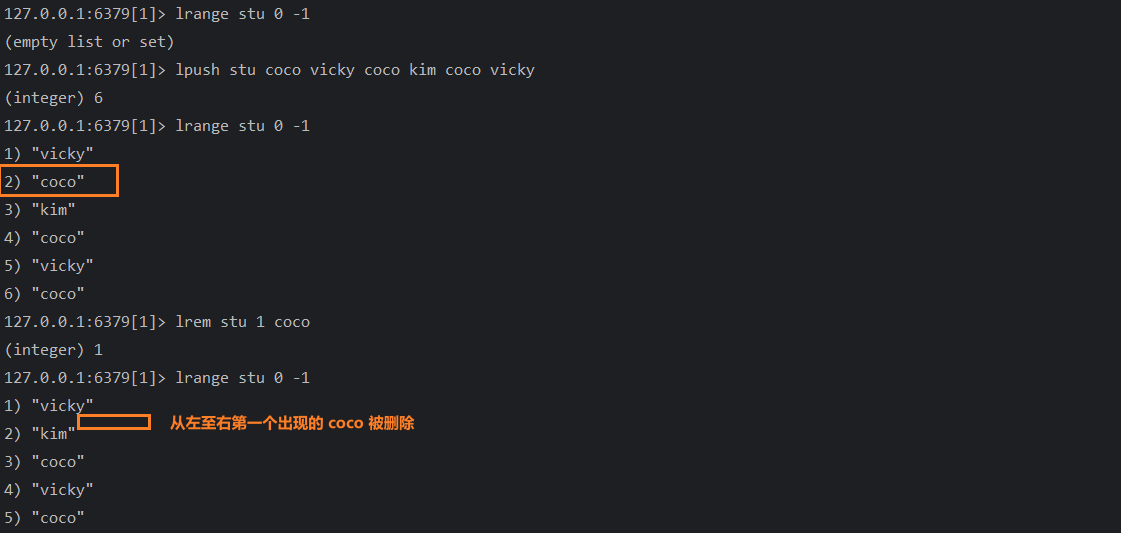 127.0.0.1:6379[1]> lrange stu 0 -1
(empty list or set)
127.0.0.1:6379[1]> lpush stu coco vicky coco kim coco vicky
(integer) 6
127.0.0.1:6379[1]> lrange stu 0 -1
1) "vicky"
2) "coco"
3) "kim"
4) "coco"
5) "vicky"
6) "coco"
127.0.0.1:6379[1]> lrem stu 1 coco
(integer) 1
127.0.0.1:6379[1]> lrange stu 0 -1
1) "vicky"
从左至右第一个出现的 coco 被删除
2) "kim"
3) "coco"
4) "vicky"
5) "coco"